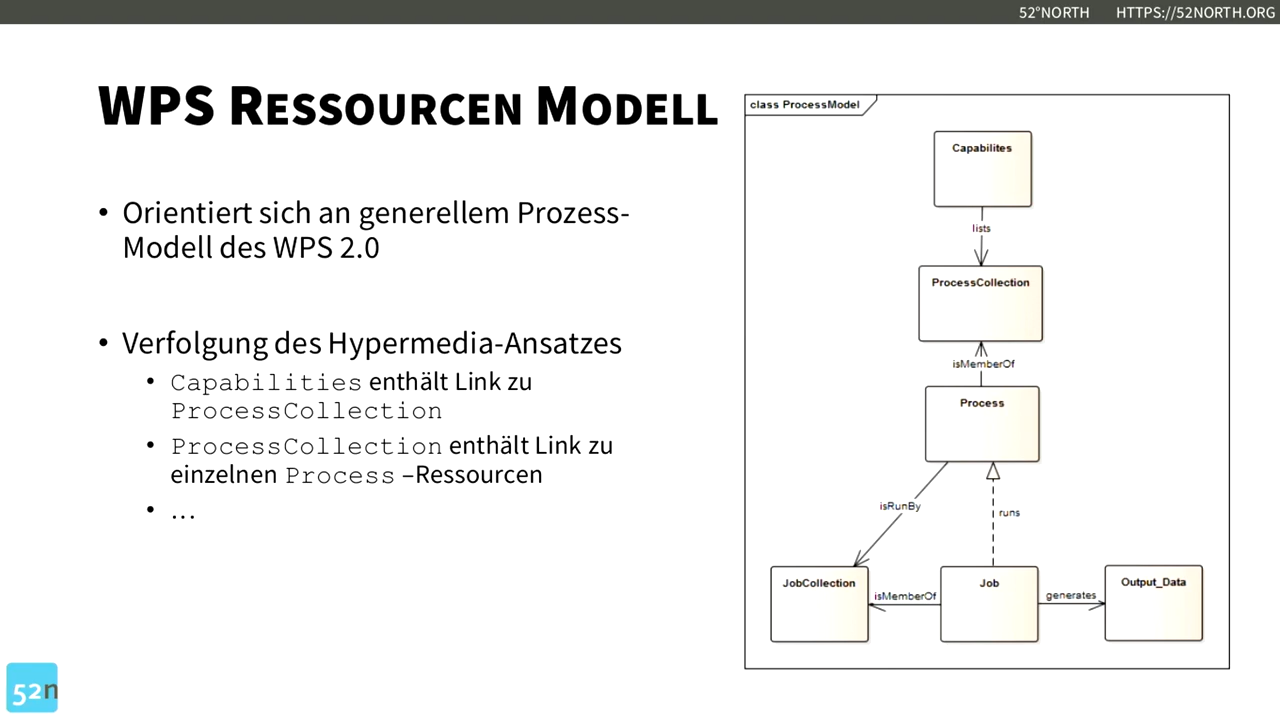 52°NORTH HTTPS://52NORTH.ORG
WPS RESSOURCEN MODELL
• Orientiert sich an generellem Prozess-
Modell des WPS 2.0
• Verfolgung des Hypermedia-Ansatzes
• Capabilities enthält Link zu
ProcessCollection
• ProcessCollection enthält Link zu
einzelnen Process –Ressourcen
• ...
class ProcessModel
Capabilites
lists
ProcessCollection
isMemberOf
Process
isRunBy
runs
JobCollection
isMemberOf
Job
generates
Output_Data
52n